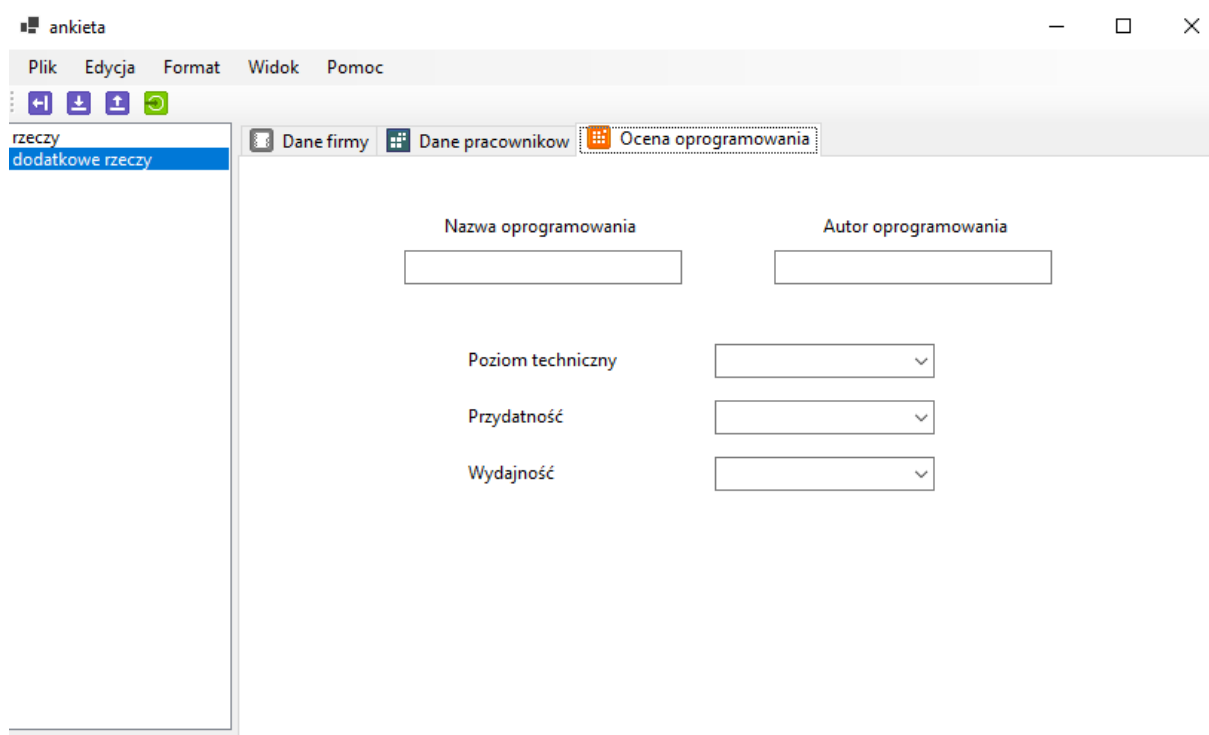 ankieta
Plik Edycja Format Widok Pomoc
rzeczy
dodatkowe rzeczy
Dane firmy Dane pracownikow Ocena oprogramowania
Nazwa oprogramowania Autor oprogramowania
Poziom techniczny
Przydatność
Wydajność